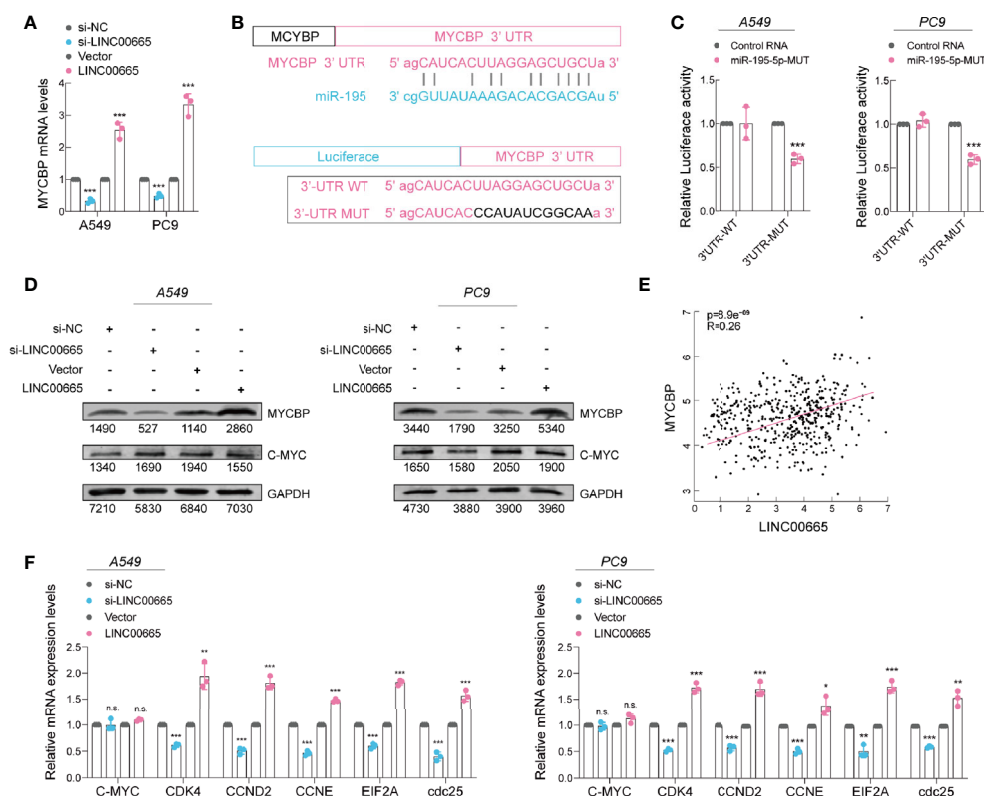 A
si-NC
si-LINC00665
Vector
LINC00665
MYCBP mRNA levels
4
3
2
1
0
***
***
***
***
A549
PC9
B
MCYBP
MYCBP 3' UTR
MYCBP 3' UTR 5' agCAUCACUUAGGAGCUGCUa 3'
miR-195 3' cgGUUAUAAAGACACGACGAu 5'
Luciferace
MYCBP 3' UTR
3'-UTR WT 5' agCAUCACUUAGGAGCUGCUa 3'
3'-UTR MUT 5' agCAUCACCCAUAUCGGCAAa 3'
C
A549
Control RNA
miR-195-5p-MUT
Relative Luciferace activity
1.5
1.0
0.5
0.0
***
3'UTR-WT
3'UTR-MUT
PC9
Control RNA
miR-195-5p-MUT
Relative Luciferace activity
1.5
1.0
0.5
0.0
***
3'UTR-WT
3'UTR-MUT
D
A549
si-NC + - - -
si-LINC00665 - + - -
Vector - - + -
LINC00665 - - - +
MYCBP
1490 527 1140 2860
C-MYC
1340 1690 1940 1550
GAPDH
7210 5830 6840 7030
PC9
si-NC + - - -
si-LINC00665 - + - -
Vector - - + -
LINC00665 - - - +
MYCBP
3440 1790 3250 5340
C-MYC
1650 1580 2050 1900
GAPDH
4730 3880 3900 3960
E
R=0.26
MYCBP
7
6
5
4
3
0 1 2 3 4 5 6 7
LINC00665
F
A549
si-NC
si-LINC00665
Vector
LINC00665
Relative mRNA expression levels
2.5
2.0
1.5
1.0
0.5
0.0
n.s. n.s. *** ** *** *** *** *** *** *** *** ***
C-MYC CDK4 CCND2 CCNE EIF2A cdc25
PC9
si-NC
si-LINC00665
Vector
LINC00665
Relative mRNA expression levels
2.5
2.0
1.5
1.0
0.5
0.0
n.s. n.s. *** *** *** *** *** * ** *** *** **
C-MYC CDK4 CCND2 CCNE EIF2A cdc25